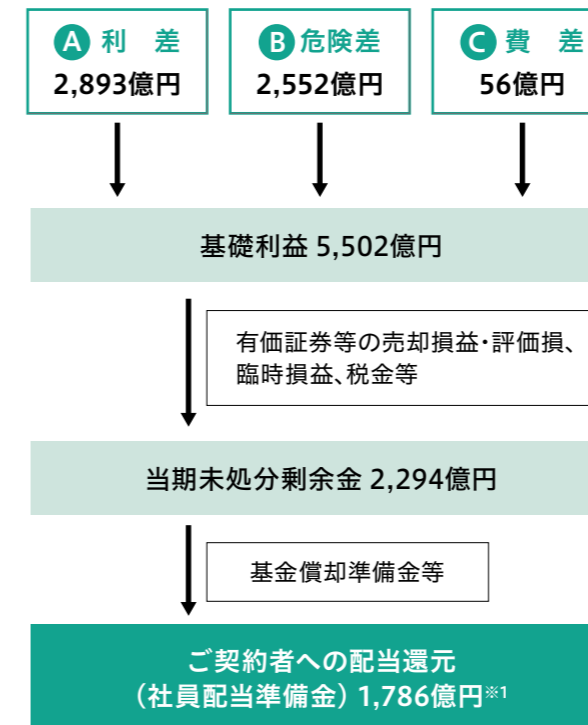 A 利 差
2,893億円
B 危険差
2,552億円
C 費 差
56億円
基礎利益 5,502億円
有価証券等の売却損益・評価損、
臨時損益、税金等
当期未処分剰余金 2,294億円
基金償却準備金等
ご契約者への配当還元
（社員配当準備金）1,786億円※1